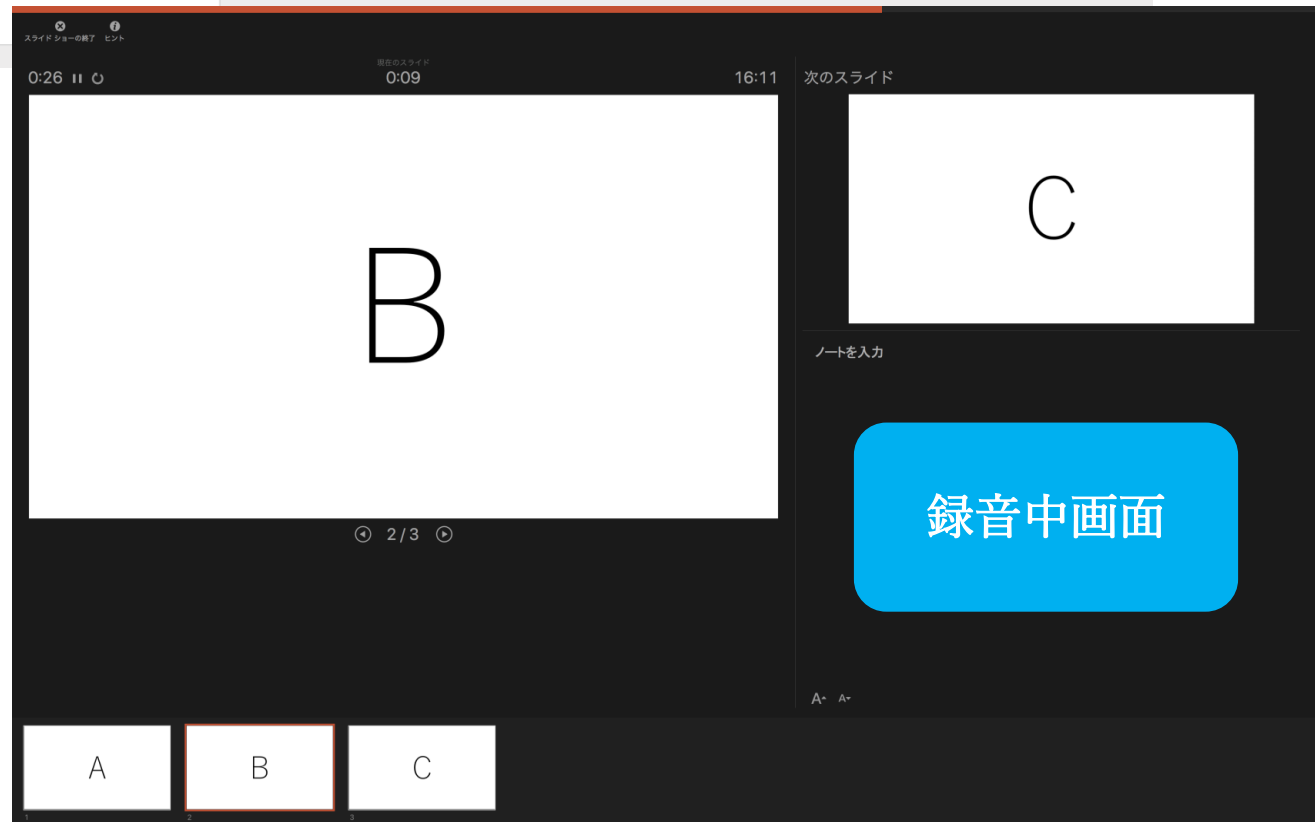 スライド ショーの終了 ヒント
現在のスライド
0:26 0:09 16:11
次のスライド
B
C
2/3
ノートを入力
録音中画面
A A
A B C
1 2 3